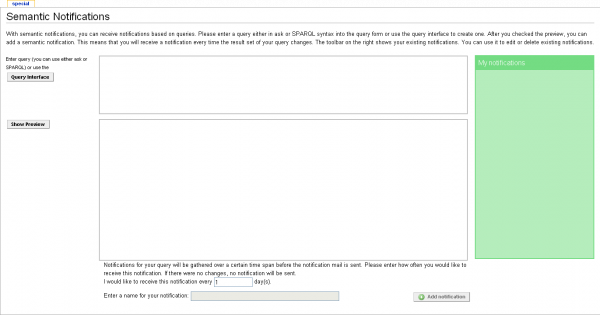 special
Semantic Notifications
With semantic notifications, you can receive notifications based on queries. Please enter a query either in ask or SPARQL syntax into the query form or use the query interface to create one. After you checked the preview, you can
add a semantic notification. This means that you will receive a notification every time the result set of your query changes. The toolbar on the right shows your existing notifications. You can use it to edit or delete existing notifications.
Enter query (you can use either ask or
SPARQL) or use the
Query Interface
My notifications
Show Preview
Notifications for your query will be gathered over a certain time span before the notification mail is sent. Please enter how often you would like to
receive this notification. If there were no changes, no notification will be sent.
I would like to receive this notification every 1 day(s).
Enter a name for your notification:
Add notification